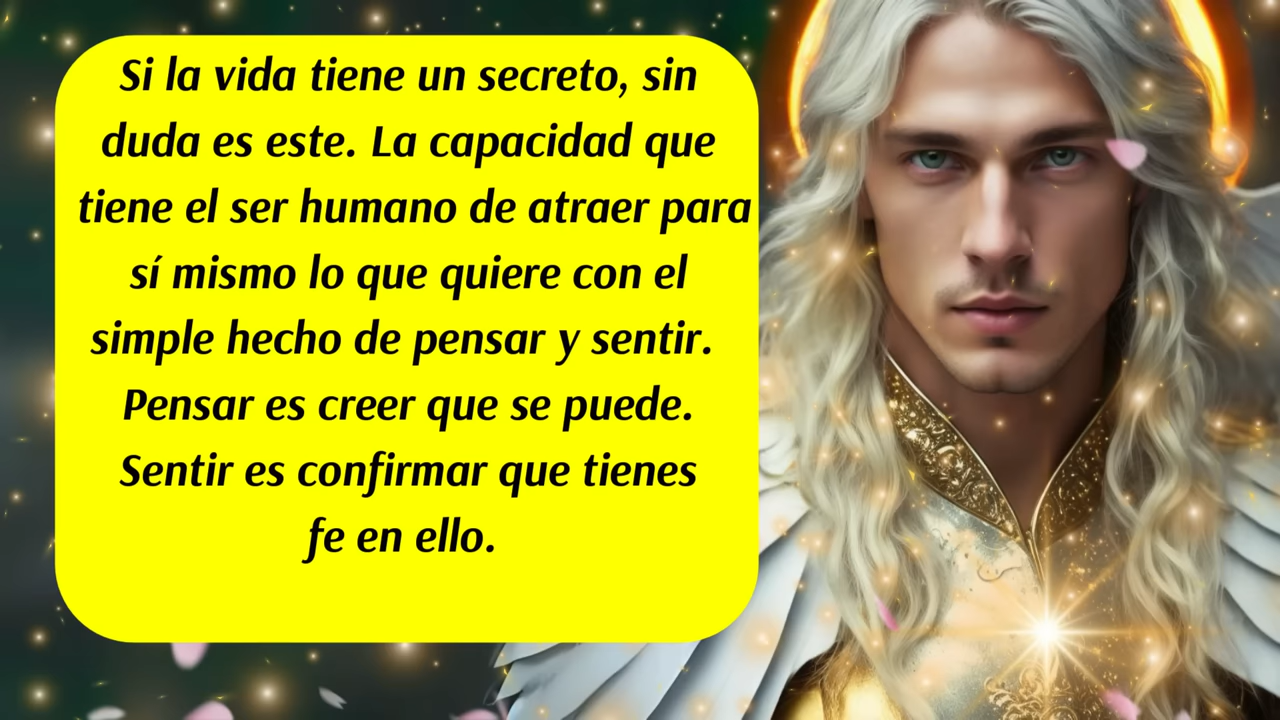 Si la vida tiene un secreto, sin
duda es este. La capacidad que
tiene el ser humano de atraer para
sí mismo lo que quiere con el
simple hecho de pensar y sentir.
Pensar es creer que se puede.
Sentir es confirmar que tienes
fe en ello.